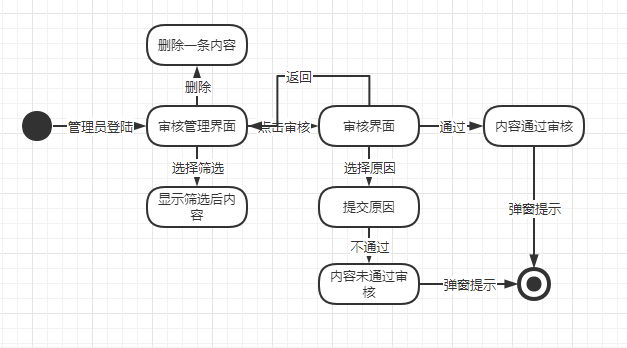 删除一条内容
删除
返回
管理员登陆
审核管理界面
点击审核
审核界面
通过
内容通过审核
选择筛选
选择原因
显示筛选后内
容
提交原因
弹窗提示
不通过
内容未通过审
核
弹窗提示